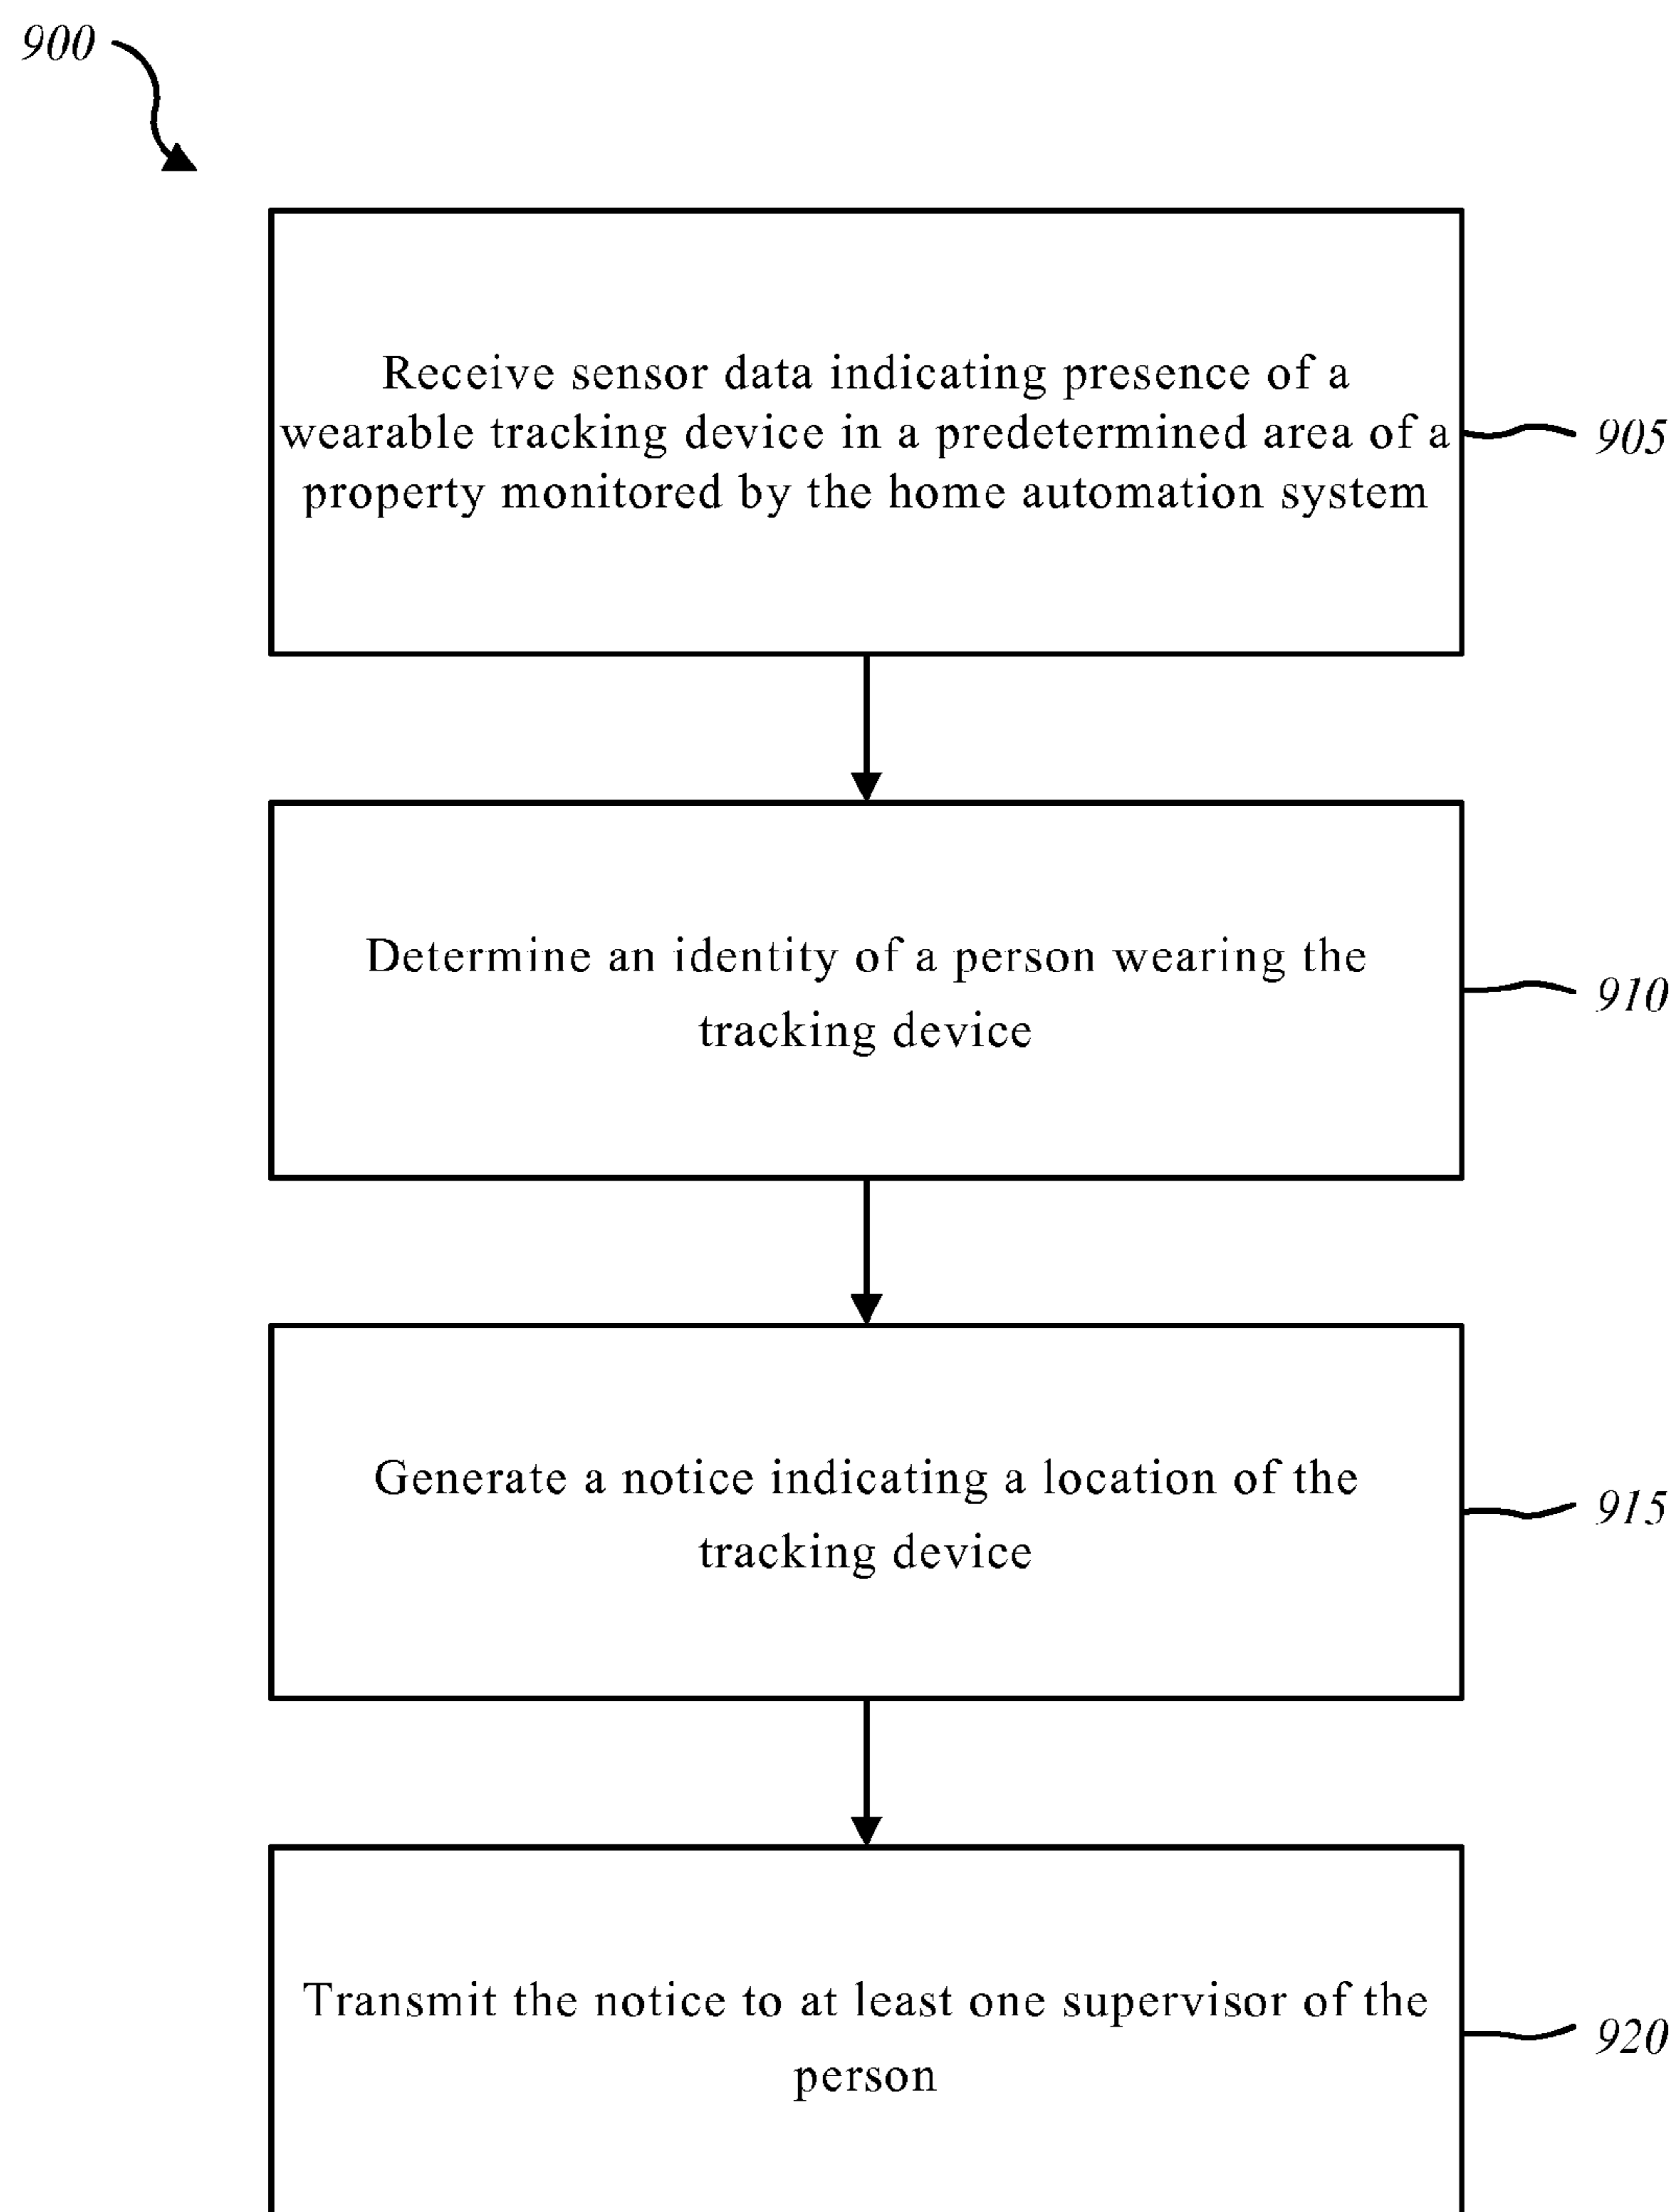 900
Receive sensor data indicating presence of a
wearable tracking device in a predetermined area of a
property monitored by the home automation system
905
Determine an identity of a person wearing the
tracking device
910
Generate a notice indicating a location of the
tracking device
915
Transmit the notice to at least one supervisor of the
person
920